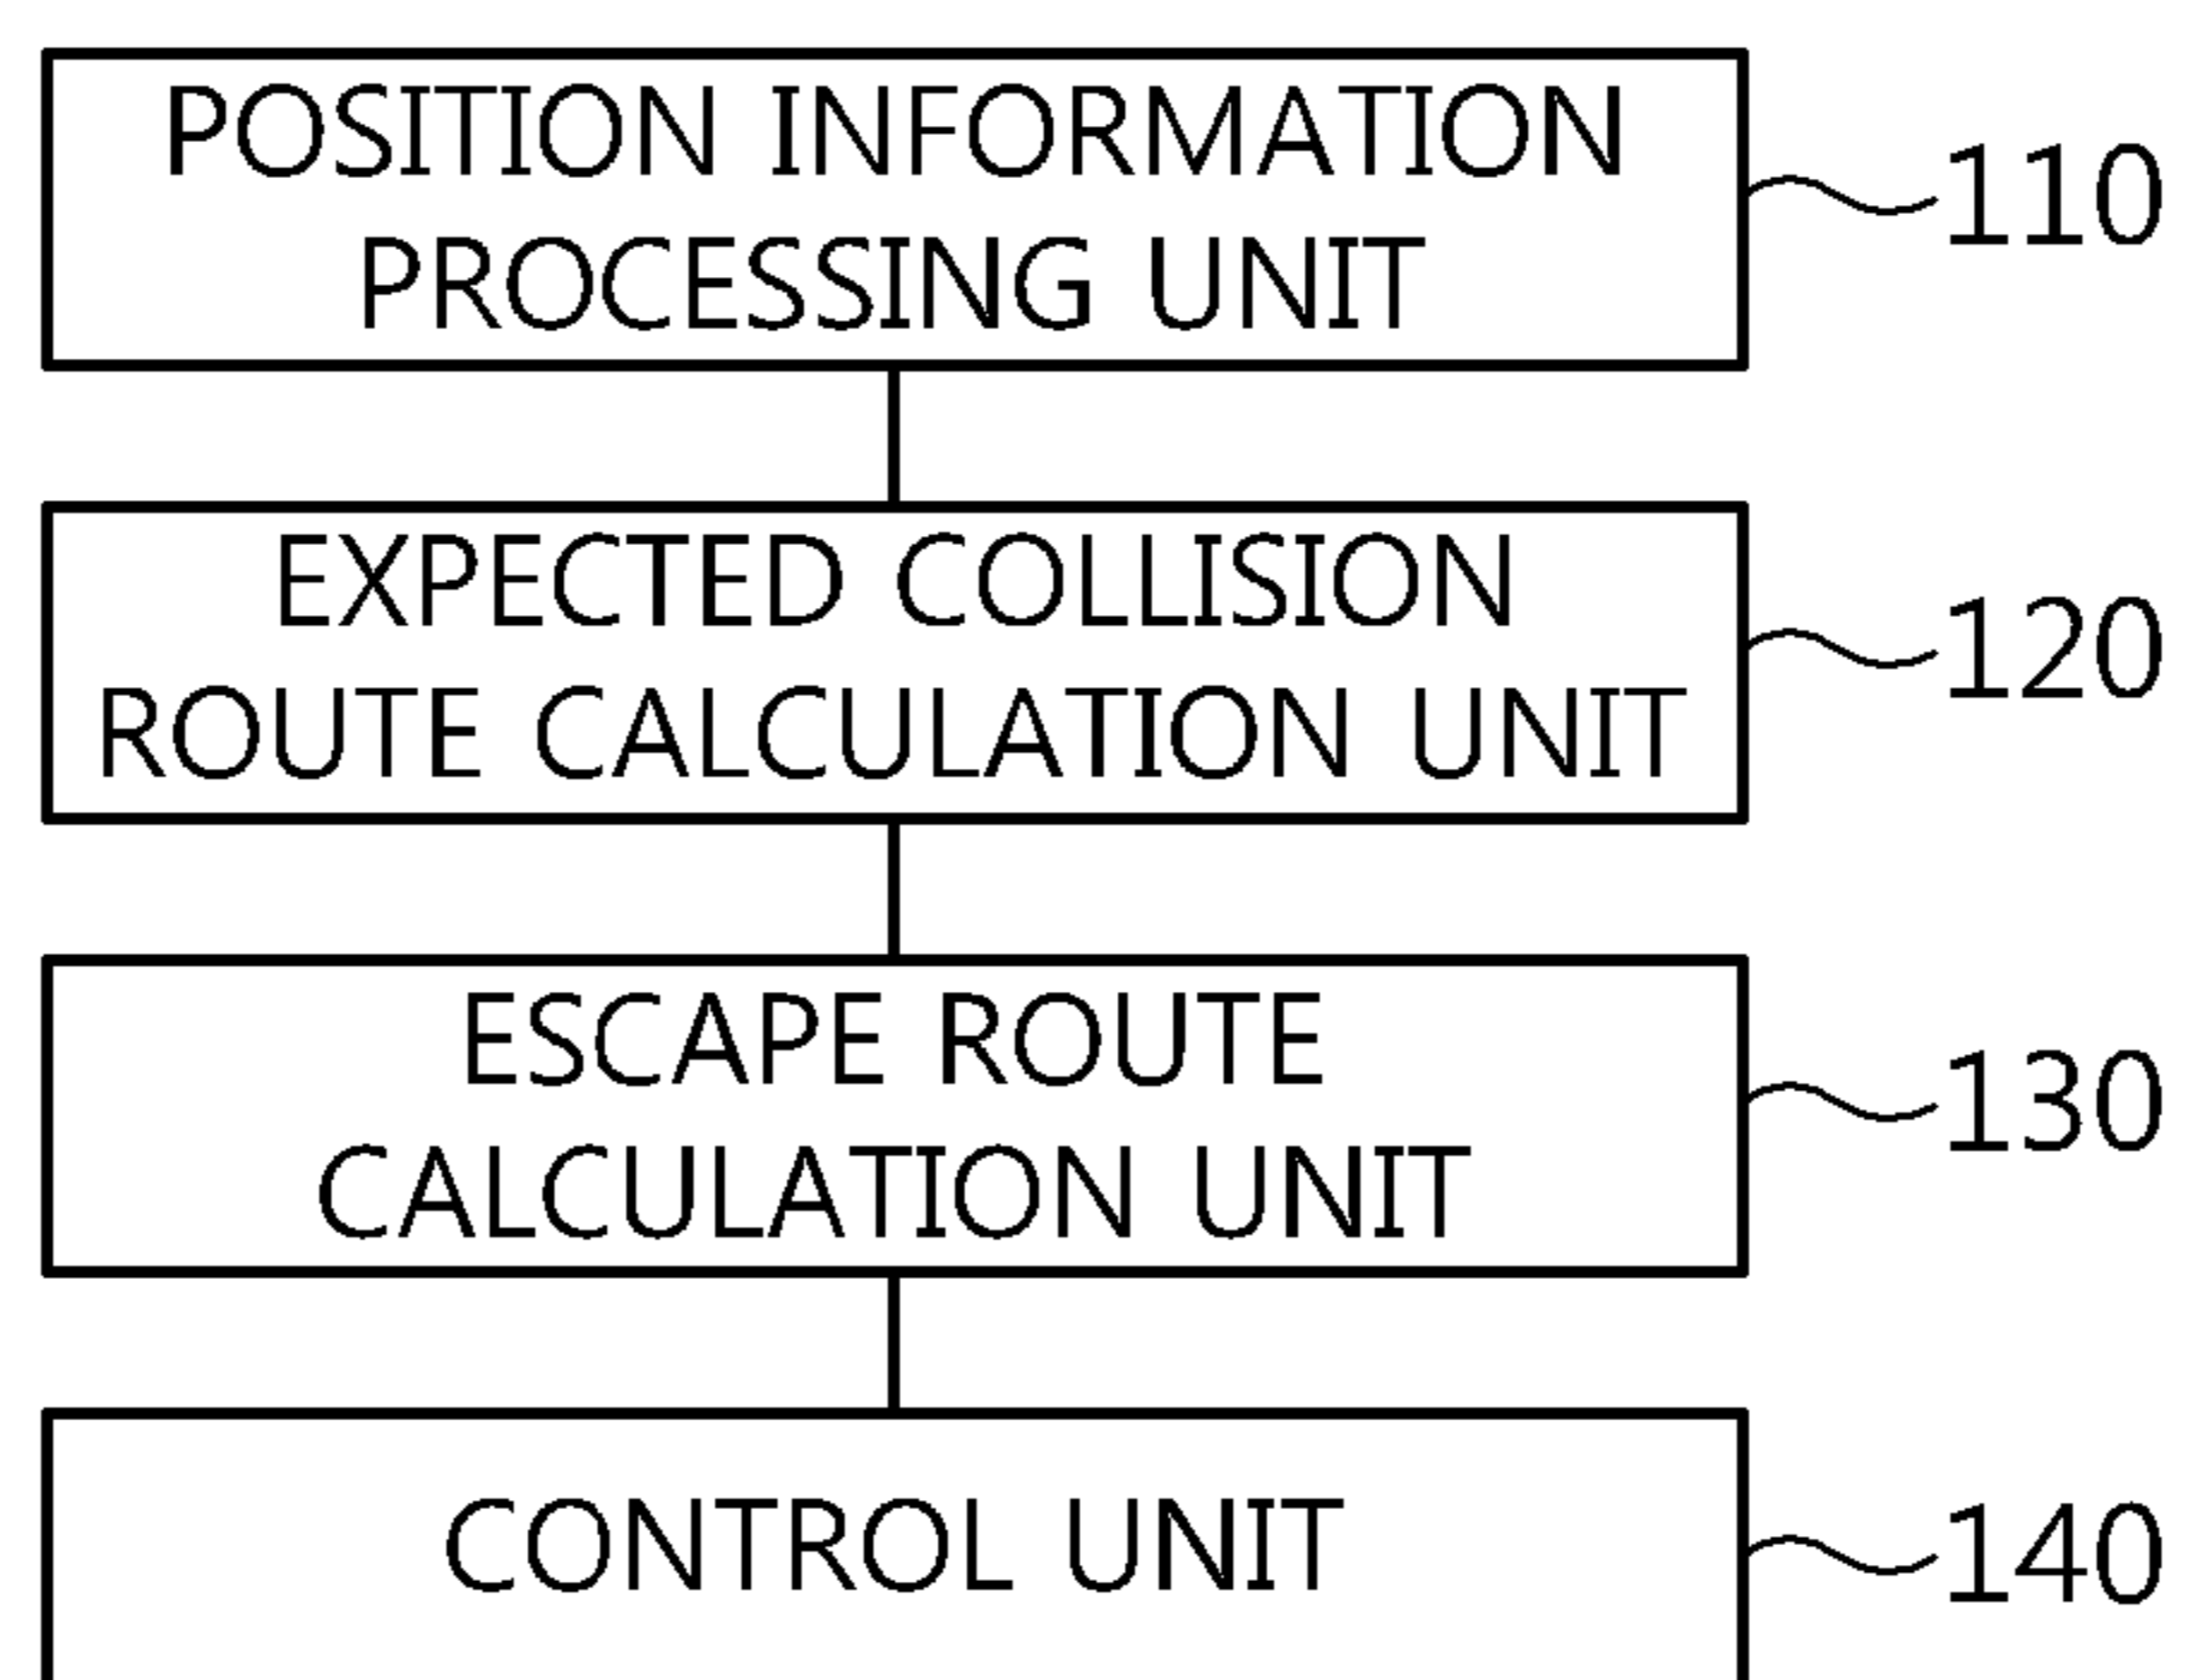 POSITION INFORMATION
PROCESSING UNIT
110
EXPECTED COLLISION
ROUTE CALCULATION UNIT
120
ESCAPE ROUTE
CALCULATION UNIT
130
CONTROL UNIT
140